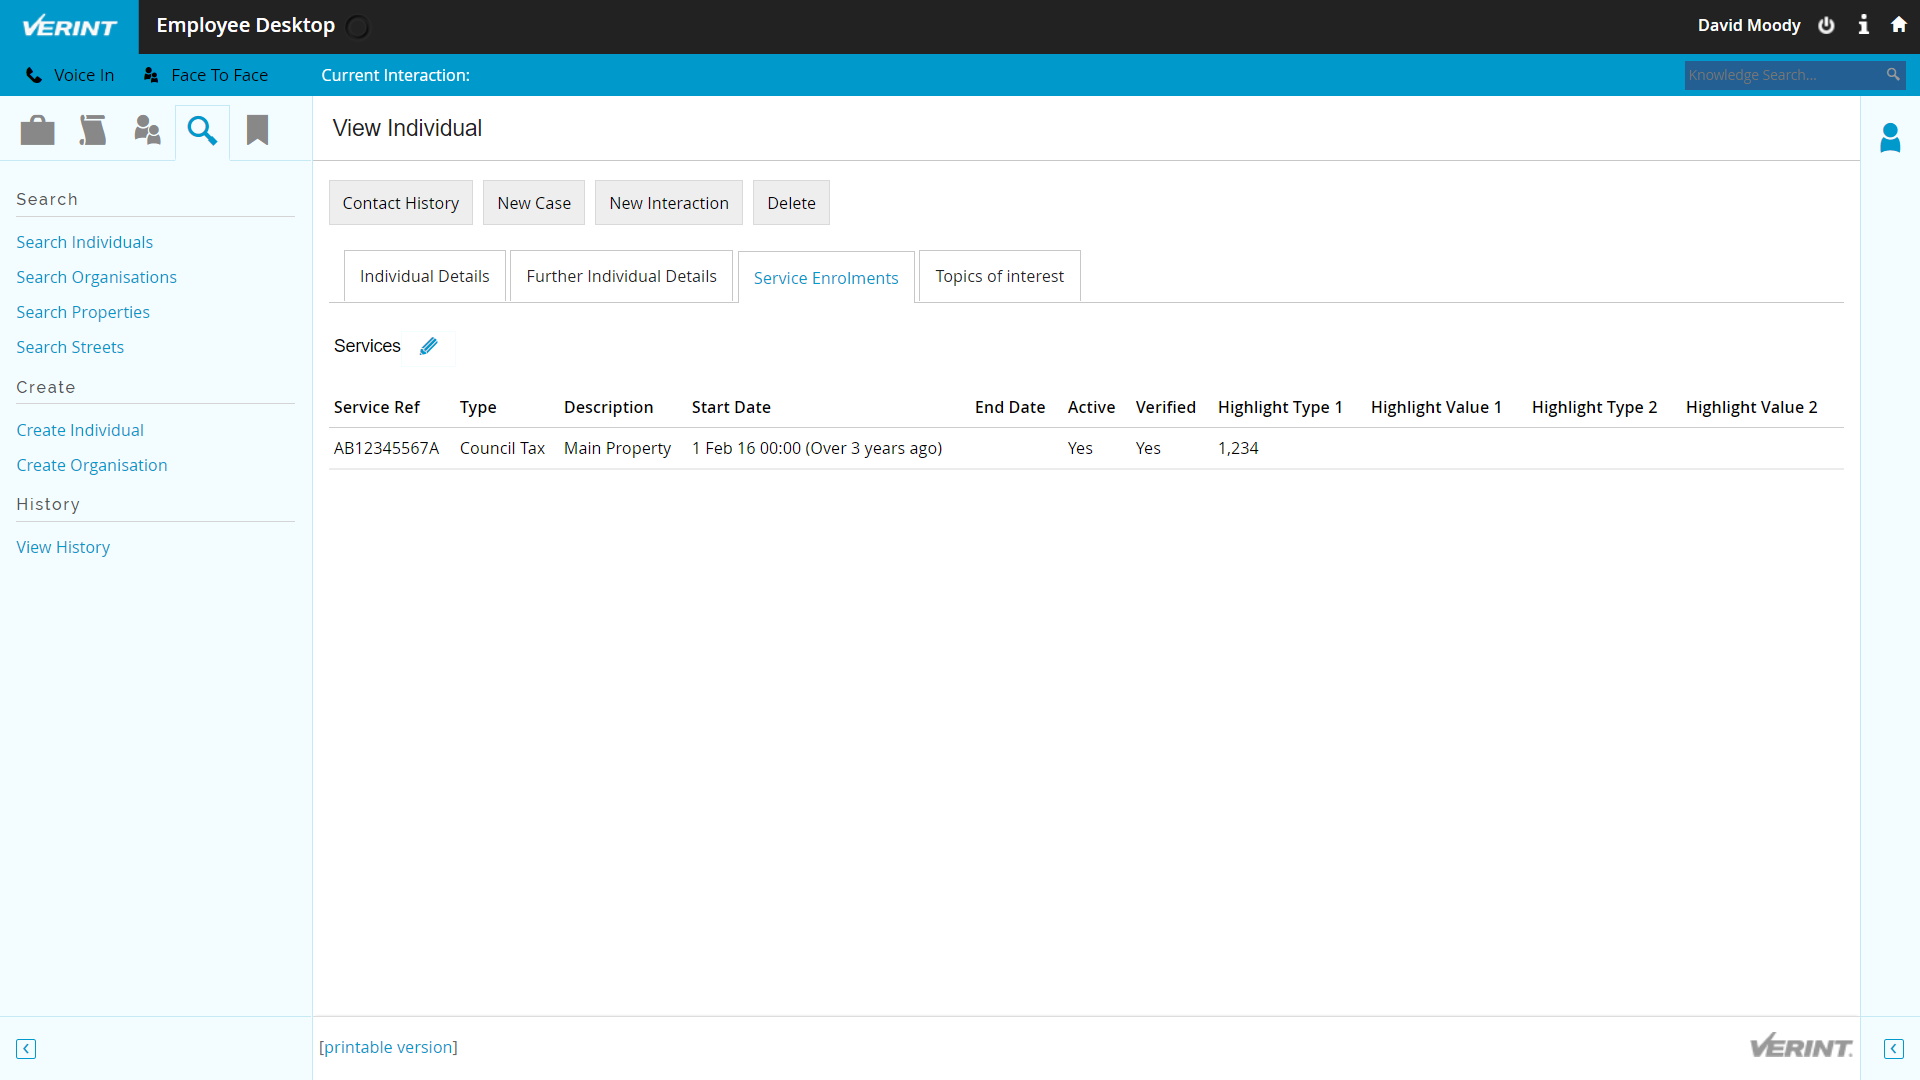 VERINT Employee Desktop David Moody
Voice In Face To Face Current Interaction: Knowledge Search...
View Individual
Search
Search Individuals
Search Organisations
Search Properties
Search Streets
Create
Create Individual
Create Organisation
History
View History
Contact History New Case New Interaction Delete
Individual Details Further Individual Details Service Enrolments Topics of interest
Services
Service Ref Type Description Start Date End Date Active Verified Highlight Type 1 Highlight Value 1 Highlight Type 2 Highlight Value 2
AB12345567A Council Tax Main Property 1 Feb 16 00:00 (Over 3 years ago) Yes Yes 1,234
[printable version] VERINT.